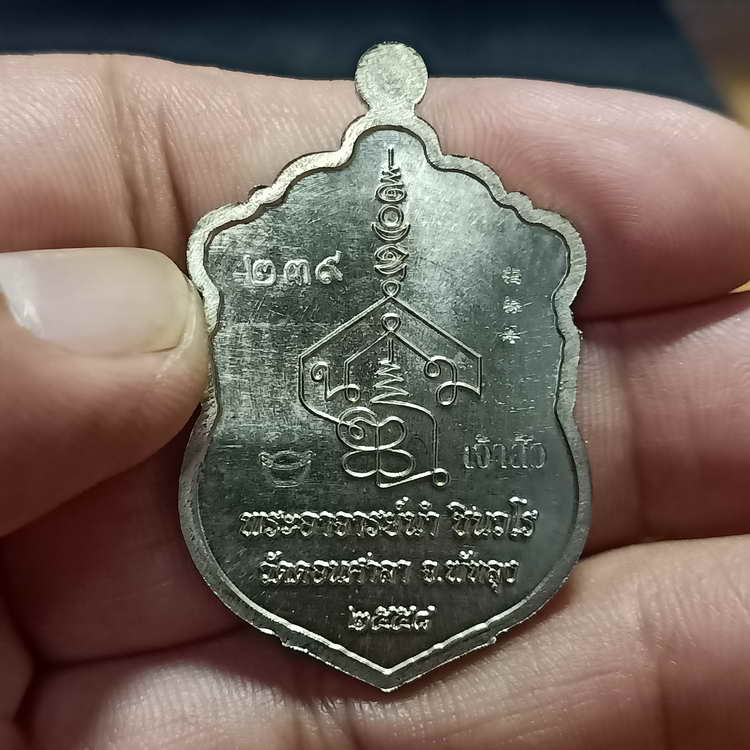 ๒๓๙
เจ้าสัว
พระอาจารย์นำ ชินวโร
วัดดอนศาลา จ.พัทลุง
๒๕๕๘